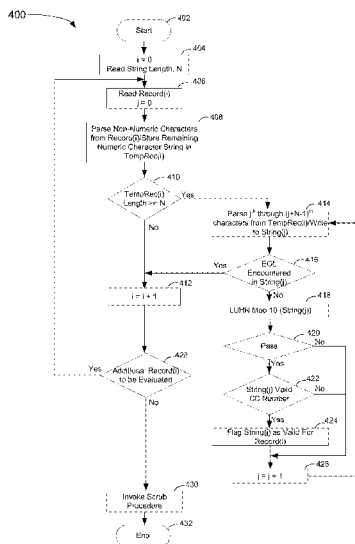 400
402
Start
404
i = 0
Read String Length, N
406
Read Record(i)
j = 0
408
Parse Non-Numeric Characters
from Record(i)/Store Remaining
Numeric Character String in
TempRec(i)
410
TempRec(i)
Length >= N
Yes
No
414
Parse jth through (j+N-1)th
characters from TempRec(i)/Write
to String(j)
416
EOL
Encountered
in String(j)
Yes
No
412
i = i + 1
418
LUHN Mod 10 (String(j))
420
Pass
No
Yes
422
String(j) Valid
CC Number
No
Yes
424
Flag String(j) as Valid For
Record(i)
426
j = j + 1
Yes
Additional Record(i)
to be Evaluated
No
430
Invoke Scrub
Procedure
432
End